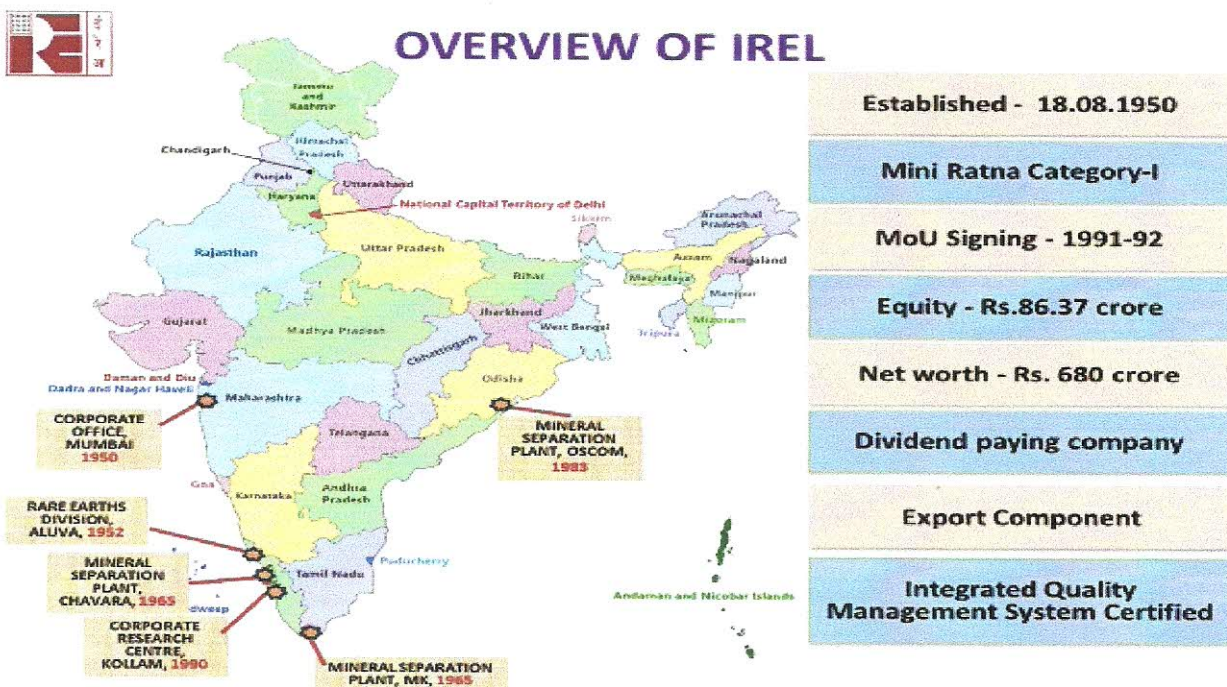 इ
रे
अ
OVERVIEW OF IREL
Jammu
and
Kashmir
Himachal
Pradesh
Chandigarh
Punjab
Uttarakhand
Haryana
National Capital Territory of Delhi
Sikkim
Arunachal
Pradesh
Rajasthan
Uttar Pradesh
Assam
Nagaland
Bihar
Meghalaya
Manipur
Gujarat
Jharkhand
Madhya Pradesh
West Bengal
Tripura
Mizoram
Chhattisgarh
Daman and Diu
Dadra and Nagar Haveli
Odisha
Maharashtra
CORPORATE
OFFICE,
MUMBAI
1950
Telangana
MINERAL
SEPARATION
PLANT, OSCOM,
1983
Goa
Karnataka
Andhra
Pradesh
RARE EARTHS
DIVISION,
ALUVA, 1952
Puducherry
MINERAL
SEPARATION
PLANT,
CHAVARA, 1965
Tamil Nadu
dweep
Andaman and Nicobar Islands
CORPORATE
RESEARCH
CENTRE,
KOLLAM, 1990
MINERAL SEPARATION
PLANT, MK, 1965
Established - 18.08.1950
Mini Ratna Category-I
MoU Signing - 1991-92
Equity - Rs.86.37 crore
Net worth - Rs. 680 crore
Dividend paying company
Export Component
Integrated Quality
Management System Certified